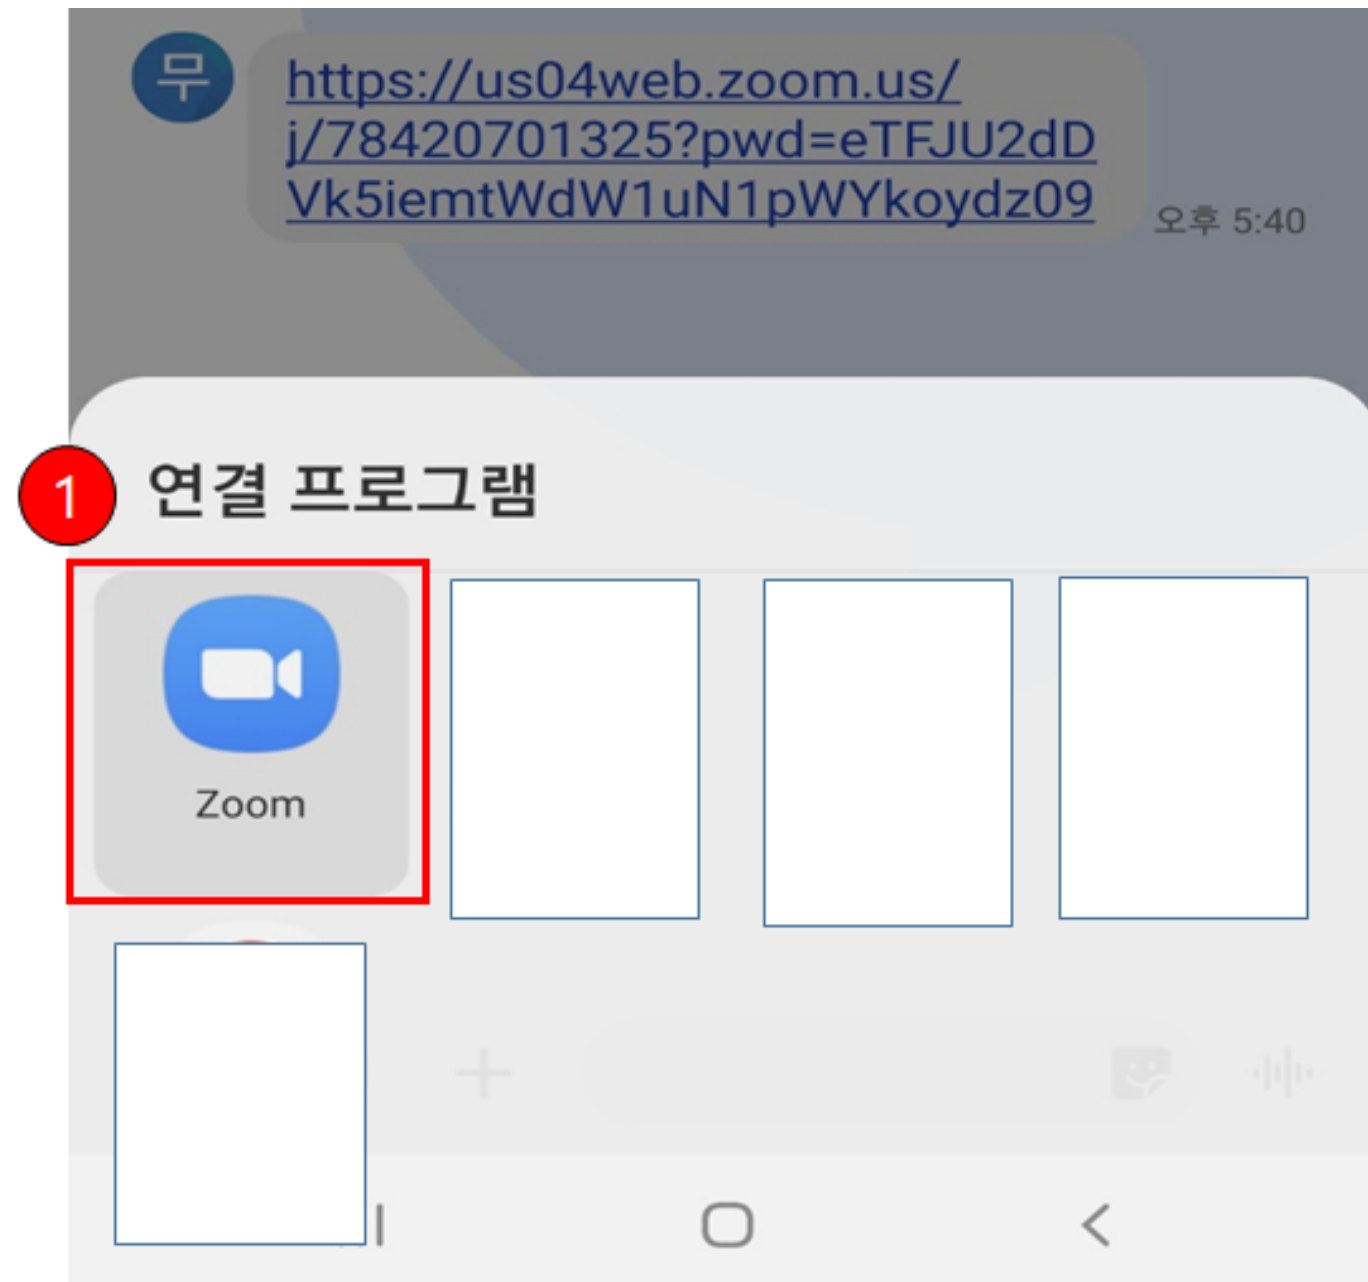 무
https://us04web.zoom.us/
j/78420701325?pwd=eTFJU2dD
Vk5iemtWdW1uN1pWYkoydz09
오후 5:40
1
연결 프로그램
Zoom